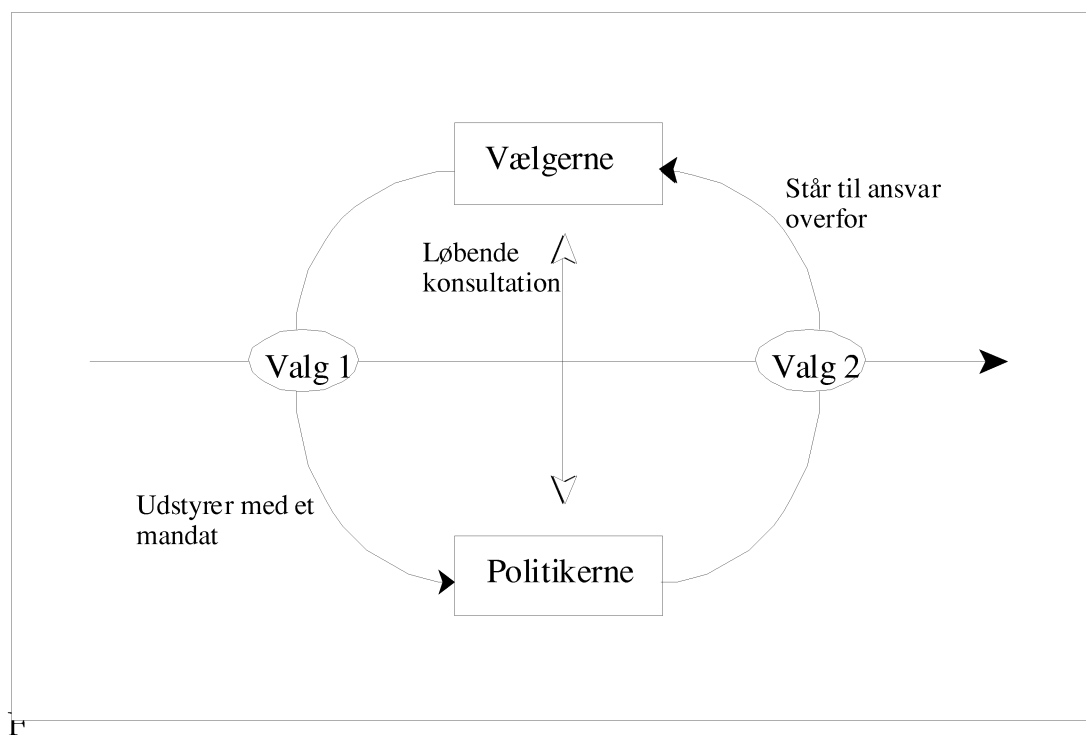 Vælgerne
Står til ansvar
overfor
Løbende
konsultation
Valg 1
Valg 2
Udstyrer med et
mandat
Politikerne